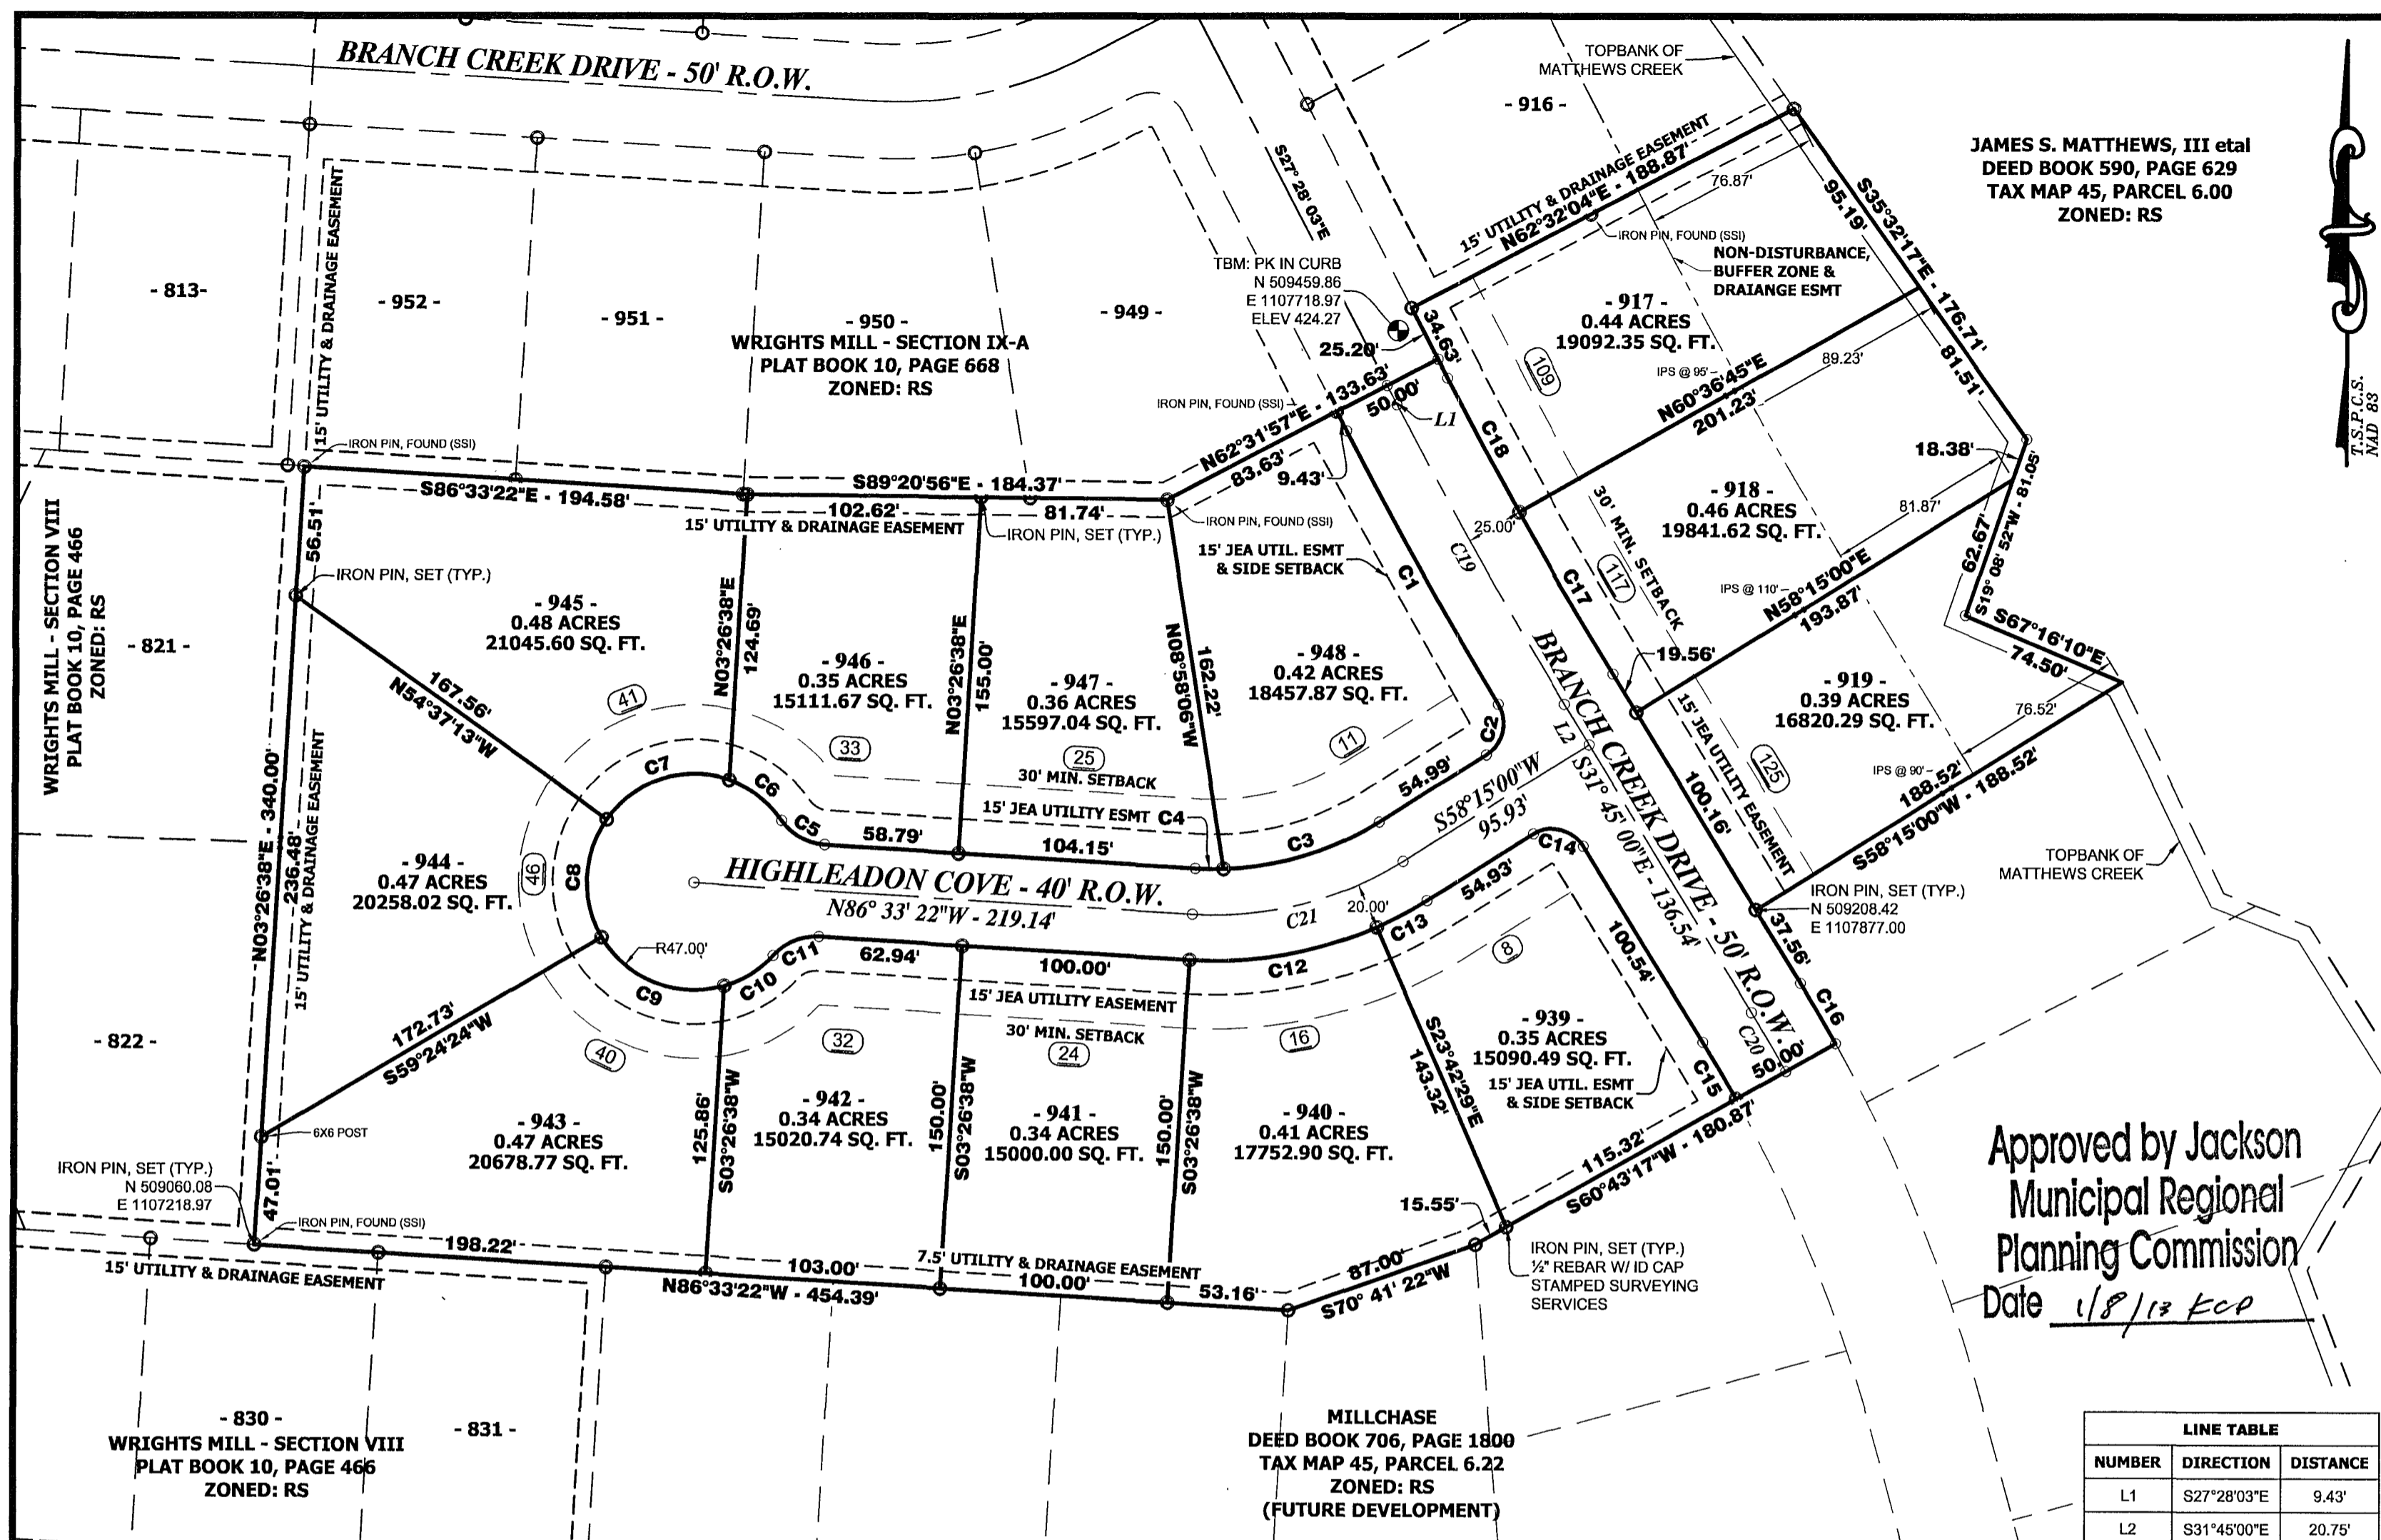 BRANCH CREEK DRIVE - 50' R.O.W.
TOPBANK OF
MATTHEWS CREEK
- 916 -
JAMES S. MATTHEWS, III etal
DEED BOOK 590, PAGE 629
TAX MAP 45, PARCEL 6.00
ZONED: RS
T.S.P.C.S.
NAD 83
- 813-
- 952 -
- 951 -
- 950 -
WRIGHTS MILL - SECTION IX-A
PLAT BOOK 10, PAGE 668
ZONED: RS
- 949 -
15' UTILITY & DRAINAGE EASEMENT
S27° 28' 03"E
15' UTILITY & DRAINAGE EASEMENT
N62°32'04"E - 188.87'
76.87'
IRON PIN, FOUND (SSI)
NON-DISTURBANCE,
BUFFER ZONE &
DRAIANGE ESMT
95.19'
S35°32'17"E - 176.71'
81.51'
TBM: PK IN CURB
N 509459.86
E 1107718.97
ELEV 424.27
34.63'
25.20'
- 917 -
0.44 ACRES
19092.35 SQ. FT.
109
IPS @ 95'
89.23'
N60°36'45"E
201.23'
IRON PIN, FOUND (SSI)
N62°31'57"E - 133.63'
50.00'
83.63'
9.43'
L1
C18
C19
25.00'
18.38'
- 918 -
0.46 ACRES
19841.62 SQ. FT.
81.87'
62.67'
S19° 08' 52"W - 81.05'
30' MIN. SETBACK
117
C17
IPS @ 110'
N58°15'00"E
193.87'
S67°16'10"E
74.50'
IRON PIN, FOUND (SSI)
S86°33'22"E - 194.58'
S89°20'56"E - 184.37'
102.62'
81.74'
15' UTILITY & DRAINAGE EASEMENT
IRON PIN, SET (TYP.)
IRON PIN, FOUND (SSI)
15' JEA UTIL. ESMT
& SIDE SETBACK
C1
56.51'
IRON PIN, SET (TYP.)
WRIGHTS MILL - SECTION VIII
PLAT BOOK 10, PAGE 466
ZONED: RS
- 821 -
- 945 -
0.48 ACRES
21045.60 SQ. FT.
N03°26'38"E
124.69'
- 946 -
0.35 ACRES
15111.67 SQ. FT.
N03°26'38"E
155.00'
- 947 -
0.36 ACRES
15597.04 SQ. FT.
N08°58'06"W
162.22'
- 948 -
0.42 ACRES
18457.87 SQ. FT.
19.56'
- 919 -
0.39 ACRES
16820.29 SQ. FT.
76.52'
15' JEA UTILITY EASEMENT
125
IPS @ 90'
188.52'
S58°15'00"W - 188.52'
100.16'
167.56'
N54°37'13"W
41
33
25
30' MIN. SETBACK
11
C2
L2
BRANCH CREEK DRIVE - 50' R.O.W.
S31° 45' 00"E - 136.54'
C7
C6
C5
58.79'
15' JEA UTILITY ESMT
C4
104.15'
C3
54.99'
S58°15'00"W
95.93'
C14
N03°26'38"E - 340.00'
236.48'
15' UTILITY & DRAINAGE EASEMENT
- 944 -
0.47 ACRES
20258.02 SQ. FT.
46
C8
HIGHLEADON COVE - 40' R.O.W.
N86° 33' 22"W - 219.14'
C21
20.00'
C13
54.93'
R47.00'
C9
C10
C11
62.94'
100.00'
C12
8
100.54'
TOPBANK OF
MATTHEWS CREEK
IRON PIN, SET (TYP.)
N 509208.42
E 1107877.00
37.56'
C16
C20
50.00'
C15
- 822 -
172.73'
S59°24'24"W
40
32
15' JEA UTILITY EASEMENT
30' MIN. SETBACK
24
16
- 939 -
0.35 ACRES
15090.49 SQ. FT.
15' JEA UTIL. ESMT
& SIDE SETBACK
S23°42'29"E
143.32'
- 943 -
0.47 ACRES
20678.77 SQ. FT.
125.86'
S03°26'38"W
- 942 -
0.34 ACRES
15020.74 SQ. FT.
150.00'
S03°26'38"W
- 941 -
0.34 ACRES
15000.00 SQ. FT.
150.00'
S03°26'38"W
- 940 -
0.41 ACRES
17752.90 SQ. FT.
115.32'
S60°43'17"W - 180.87'
15.55'
6X6 POST
IRON PIN, SET (TYP.)
N 509060.08
E 1107218.97
47.01'
IRON PIN, FOUND (SSI)
198.22'
15' UTILITY & DRAINAGE EASEMENT
103.00'
7.5' UTILITY & DRAINAGE EASEMENT
N86°33'22"W - 454.39'
100.00'
53.16'
87.00'
S70° 41' 22"W
IRON PIN, SET (TYP.)
½" REBAR W/ ID CAP
STAMPED SURVEYING
SERVICES
Approved by Jackson
Municipal Regional
Planning Commission
Date 1/8/13 KCP
- 830 -
WRIGHTS MILL - SECTION VIII
PLAT BOOK 10, PAGE 466
ZONED: RS
- 831 -
MILLCHASE
DEED BOOK 706, PAGE 1800
TAX MAP 45, PARCEL 6.22
ZONED: RS
(FUTURE DEVELOPMENT)
LINE TABLE
NUMBER DIRECTION DISTANCE
L1 S27°28'03"E 9.43'
L2 S31°45'00"E 20.75'